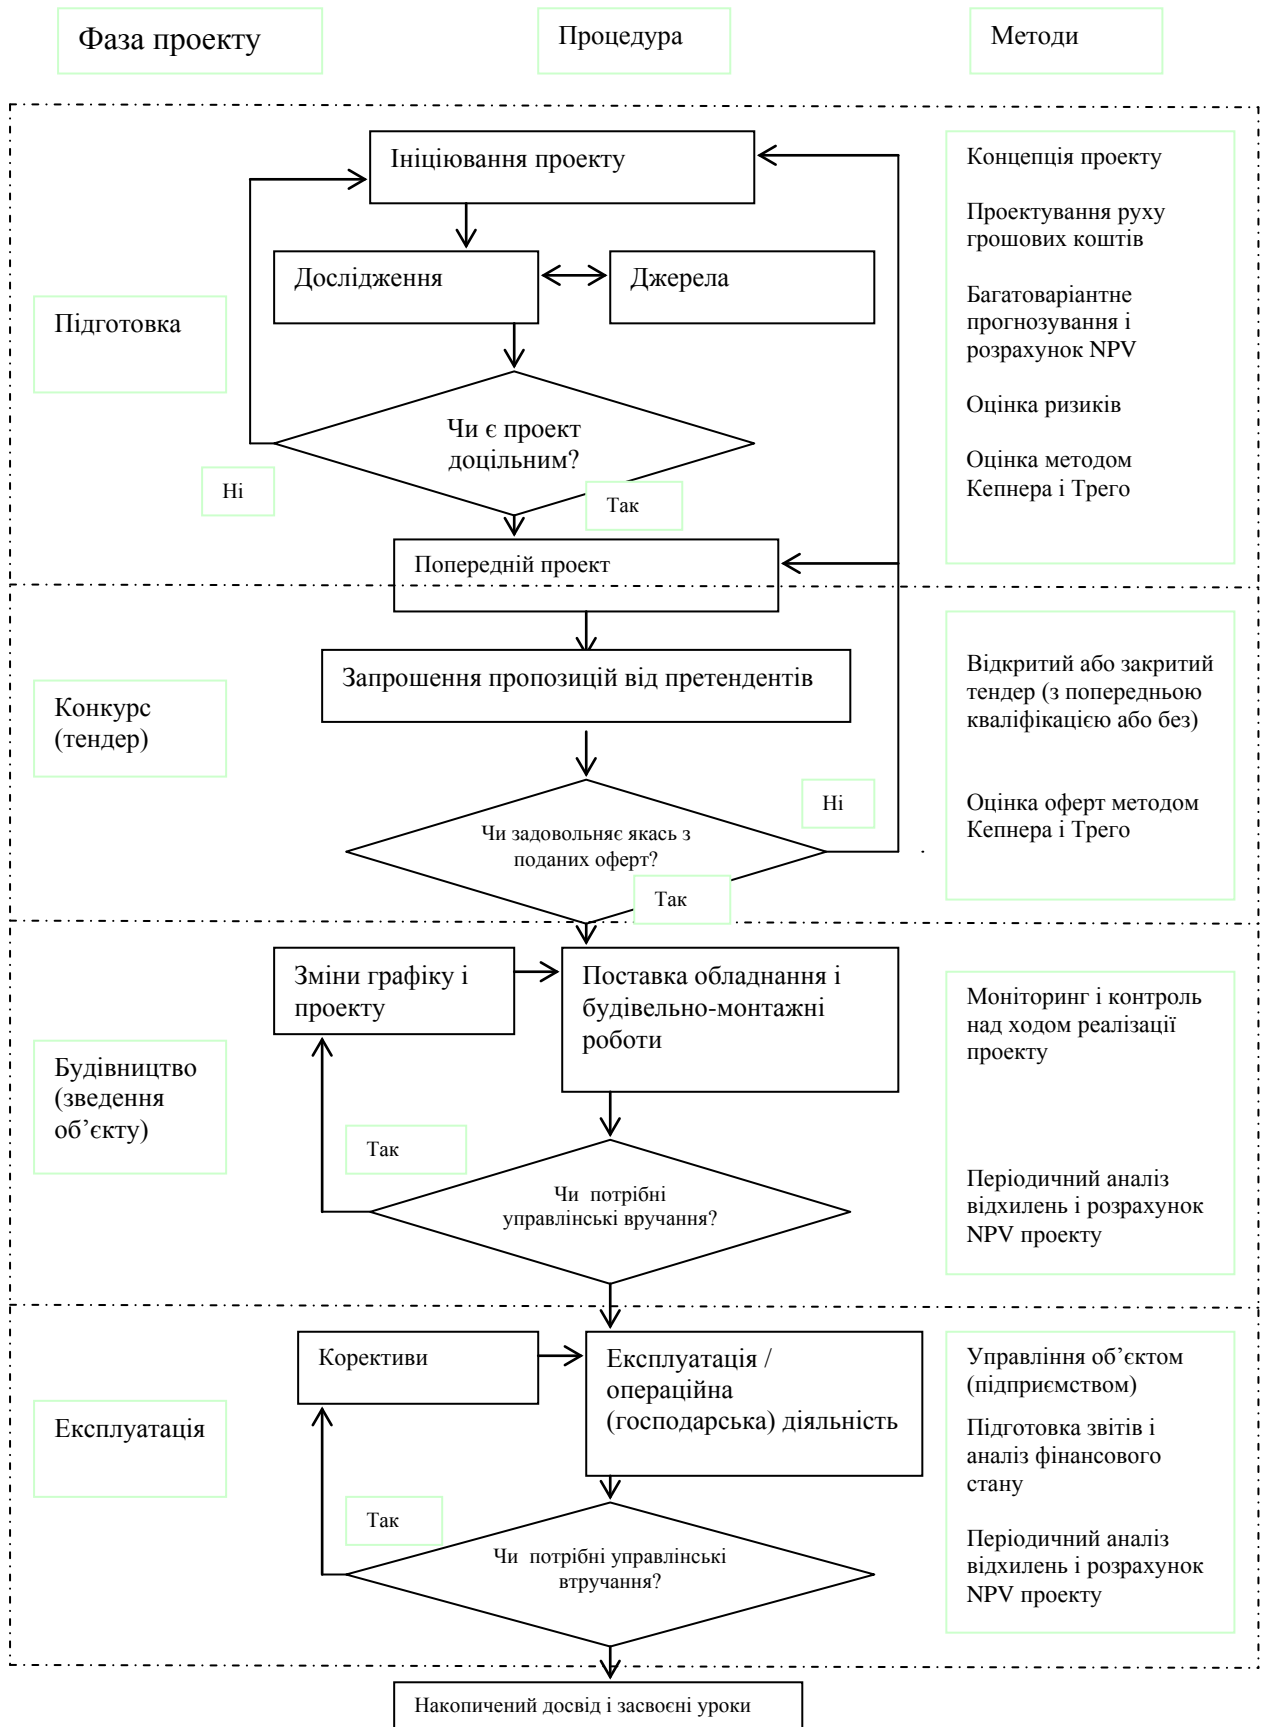 Фаза проекту
Процедура
Методи
Ініціювання проекту
Дослідження
Джерела
Підготовка
Чи є проект
доцільним?
Ні
Так
Попередній проект
Концепція проекту
Проектування руху
грошових коштів
Багатоваріантне
прогнозування і
розрахунок NPV
Оцінка ризиків
Оцінка методом
Кепнера і Трего
Конкурс
(тендер)
Запрошення пропозицій від претендентів
Чи задовольняє якась з
поданих оферт?
Ні
Так
Відкритий або закритий
тендер (з попередньою
кваліфікацією або без)
Оцінка оферт методом
Кепнера і Трего
Будівництво
(зведення
об’єкту)
Зміни графіку і
проекту
Поставка обладнання і
будівельно-монтажні
роботи
Так
Чи потрібні
управлінські вручання?
Моніторинг і контроль
над ходом реалізації
проекту
Періодичний аналіз
відхилень і розрахунок
NPV проекту
Експлуатація
Корективи
Експлуатація /
операційна
(господарська) діяльність
Так
Чи потрібні управлінські
втручання?
Управління об’єктом
(підприємством)
Підготовка звітів і
аналіз фінансового
стану
Періодичний аналіз
відхилень і розрахунок
NPV проекту
Накопичений досвід і засвоєні уроки